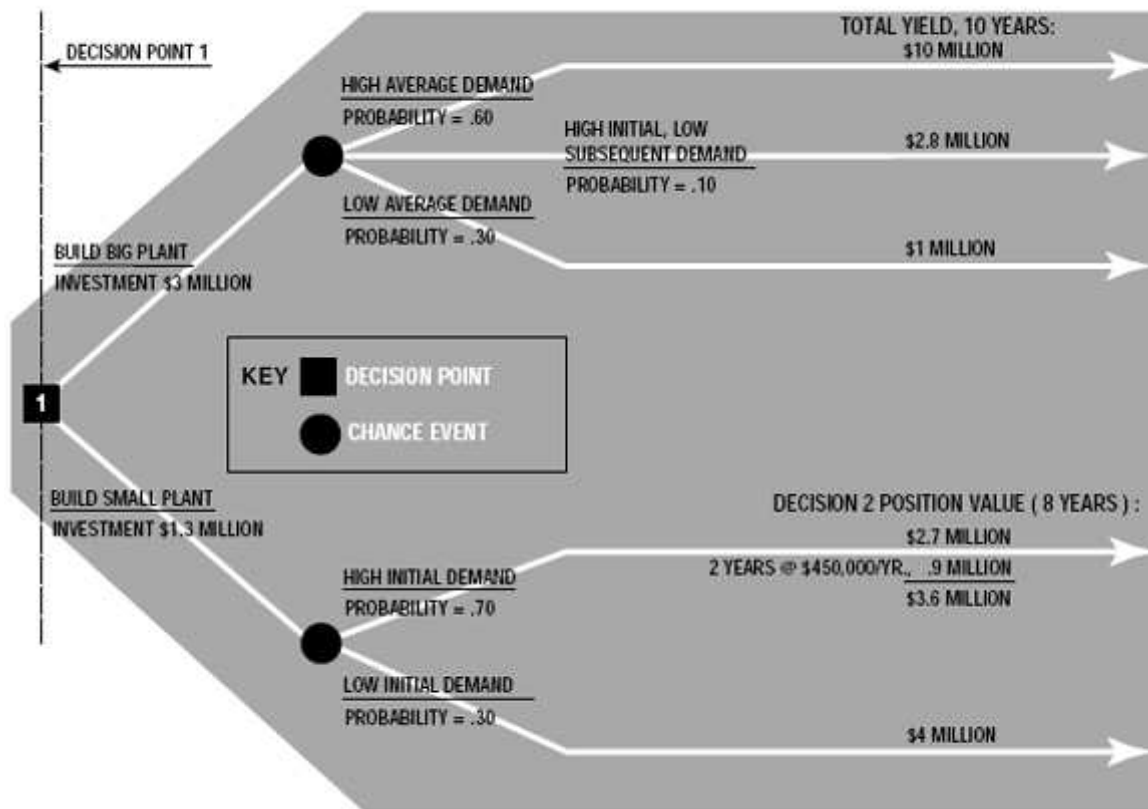 TOTAL YIELD, 10 YEARS:
$10 MILLION
DECISION POINT 1
HIGH AVERAGE DEMAND
PROBABILITY = .60
HIGH INITIAL, LOW
SUBSEQUENT DEMAND
PROBABILITY = .10
$2.8 MILLION
LOW AVERAGE DEMAND
PROBABILITY = .30
$1 MILLION
BUILD BIG PLANT
INVESTMENT $3 MILLION
KEY
DECISION POINT
CHANCE EVENT
1
BUILD SMALL PLANT
INVESTMENT $1.3 MILLION
DECISION 2 POSITION VALUE ( 8 YEARS ) :
$2.7 MILLION
2 YEARS @ $450,000/YR., .9 MILLION
$3.6 MILLION
HIGH INITIAL DEMAND
PROBABILITY = .70
LOW INITIAL DEMAND
PROBABILITY = .30
$4 MILLION